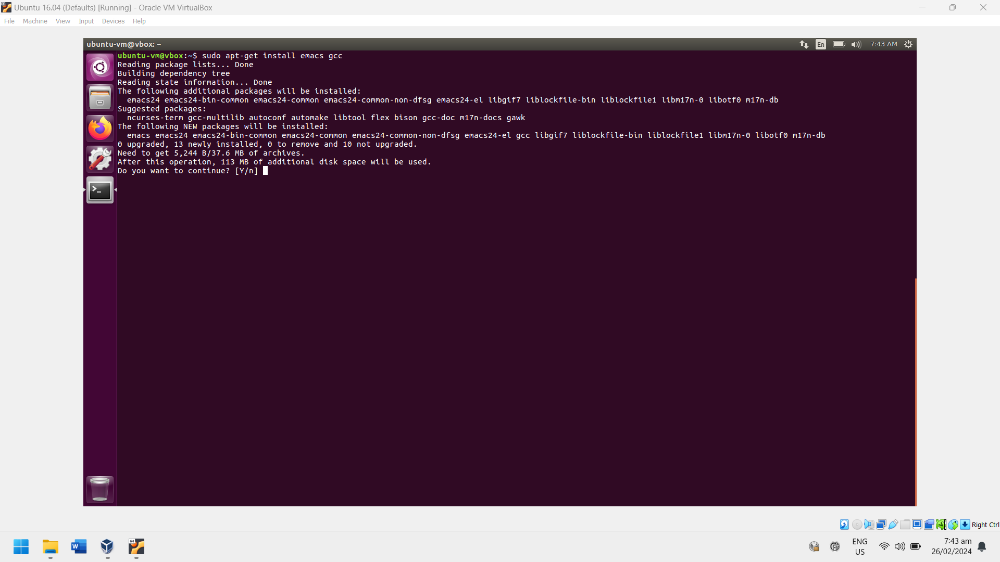 Ubuntu 16.04 (Defaults) [Running] - Oracle VM VirtualBox
File Machine View Input Devices Help
ubuntu-vm@vbox: ~
En 7:43 AM
ubuntu-vm@vbox:~$ sudo apt-get install emacs gcc
Reading package lists... Done
Building dependency tree
Reading state information... Done
The following additional packages will be installed:
emacs24 emacs24-bin-common emacs24-common emacs24-common-non-dfsg emacs24-el libgif7 liblockfile-bin liblockfile1 libm17n-0 libotf0 m17n-db
Suggested packages:
ncurses-term gcc-multilib autoconf automake libtool flex bison gcc-doc m17n-docs gawk
The following NEW packages will be installed:
emacs emacs24 emacs24-bin-common emacs24-common emacs24-common-non-dfsg emacs24-el gcc libgif7 liblockfile-bin liblockfile1 libm17n-0 libotf0 m17n-db
0 upgraded, 13 newly installed, 0 to remove and 10 not upgraded.
Need to get 5,244 B/37.6 MB of archives.
After this operation, 113 MB of additional disk space will be used.
Do you want to continue? [Y/n]
>_
Right Ctrl
W
64
ENG
US
7:43 am
26/02/2024